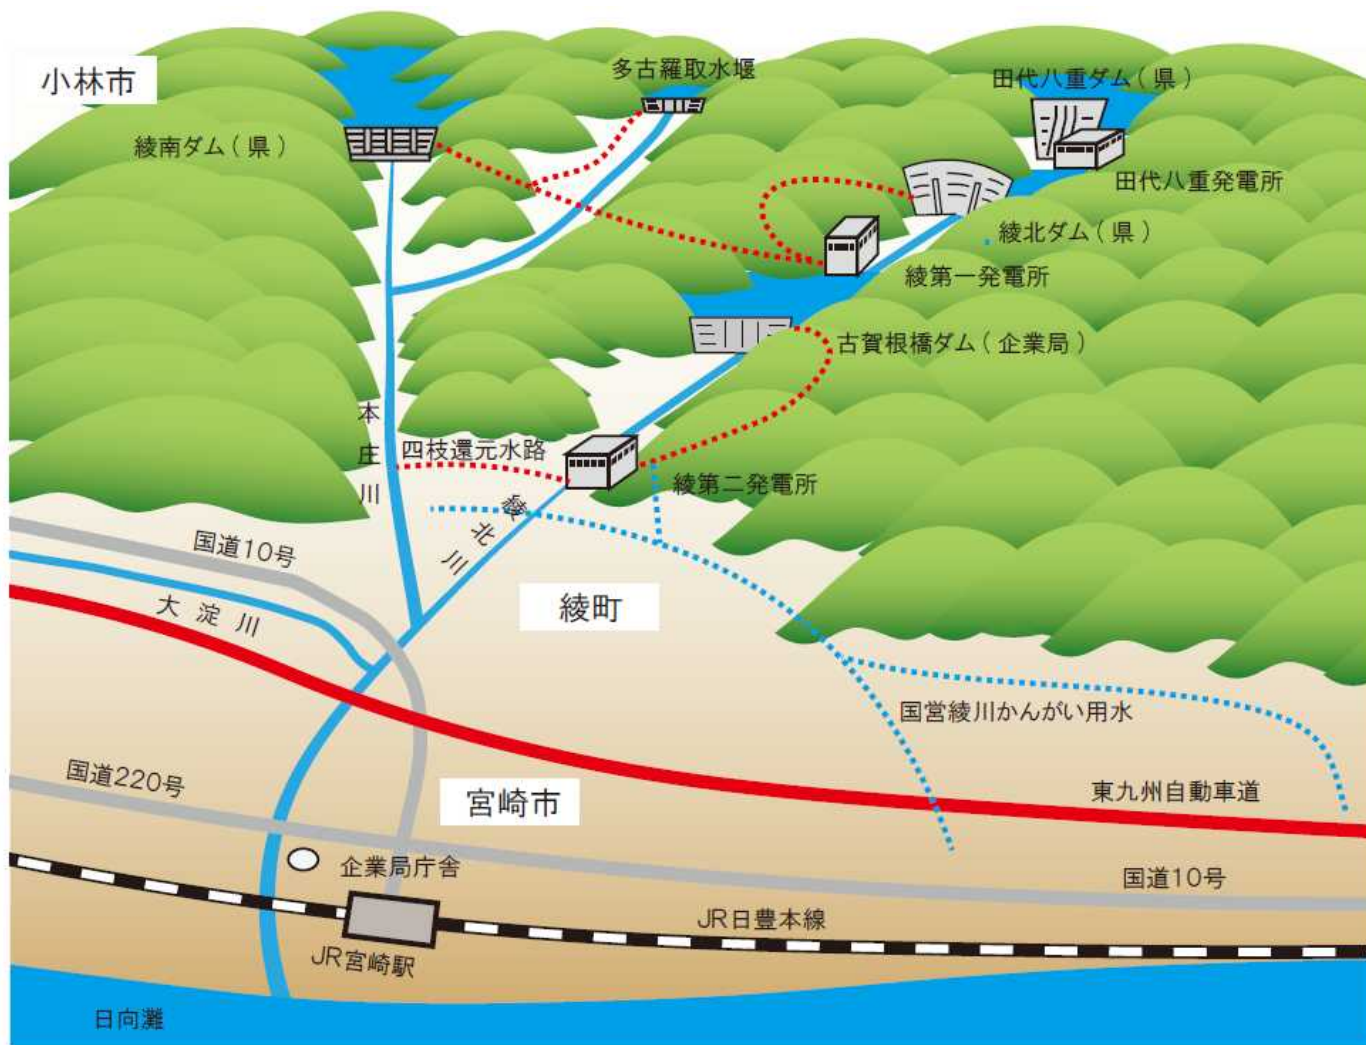 小林市
多古羅取水堰
田代八重ダム(県)
綾南ダム(県)
田代八重発電所
綾北ダム(県)
綾第一発電所
古賀根橋ダム(企業局)
本庄川
四枝還元水路
綾第二発電所
綾北川
国道10号
大淀川
綾町
国営綾川かんがい用水
国道220号
宮崎市
東九州自動車道
企業局庁舎
国道10号
JR日豊本線
JR宮崎駅
日向灘